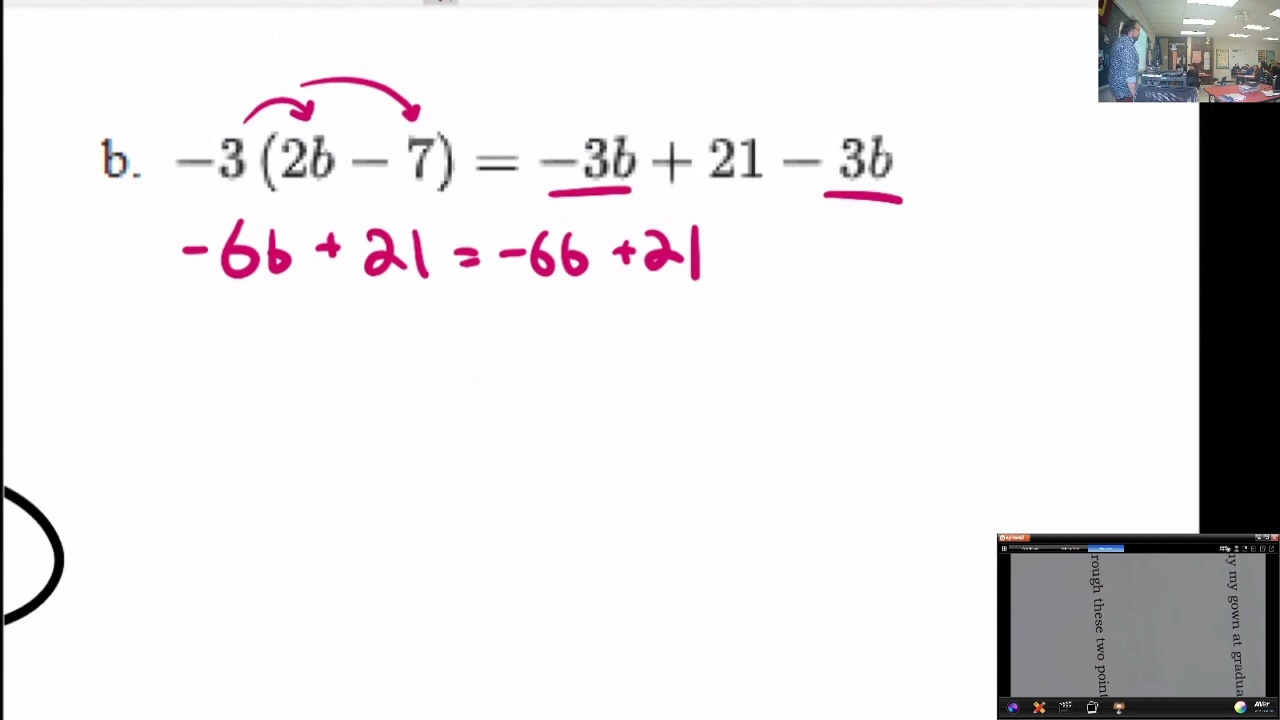 b. −3 (2b − 7) = −3b + 21 − 3b
-6b + 21 = -6b + 21
rough these two point
my gown at gradua